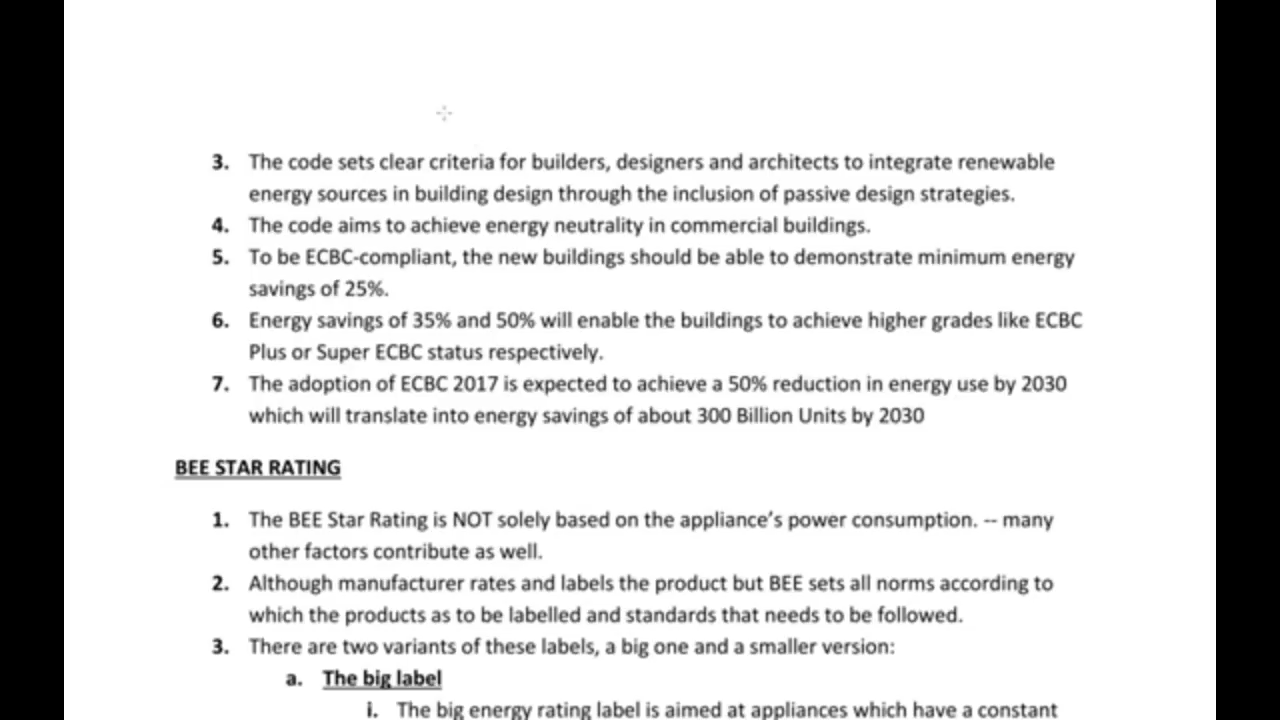 3. The code sets clear criteria for builders, designers and architects to integrate renewable
energy sources in building design through the inclusion of passive design strategies.
4. The code aims to achieve energy neutrality in commercial buildings.
5. To be ECBC-compliant, the new buildings should be able to demonstrate minimum energy
savings of 25%.
6. Energy savings of 35% and 50% will enable the buildings to achieve higher grades like ECBC
Plus or Super ECBC status respectively.
7. The adoption of ECBC 2017 is expected to achieve a 50% reduction in energy use by 2030
which will translate into energy savings of about 300 Billion Units by 2030
BEE STAR RATING
1. The BEE Star Rating is NOT solely based on the appliance’s power consumption. -- many
other factors contribute as well.
2. Although manufacturer rates and labels the product but BEE sets all norms according to
which the products as to be labelled and standards that needs to be followed.
3. There are two variants of these labels, a big one and a smaller version:
a. The big label
i. The big energy rating label is aimed at appliances which have a constant